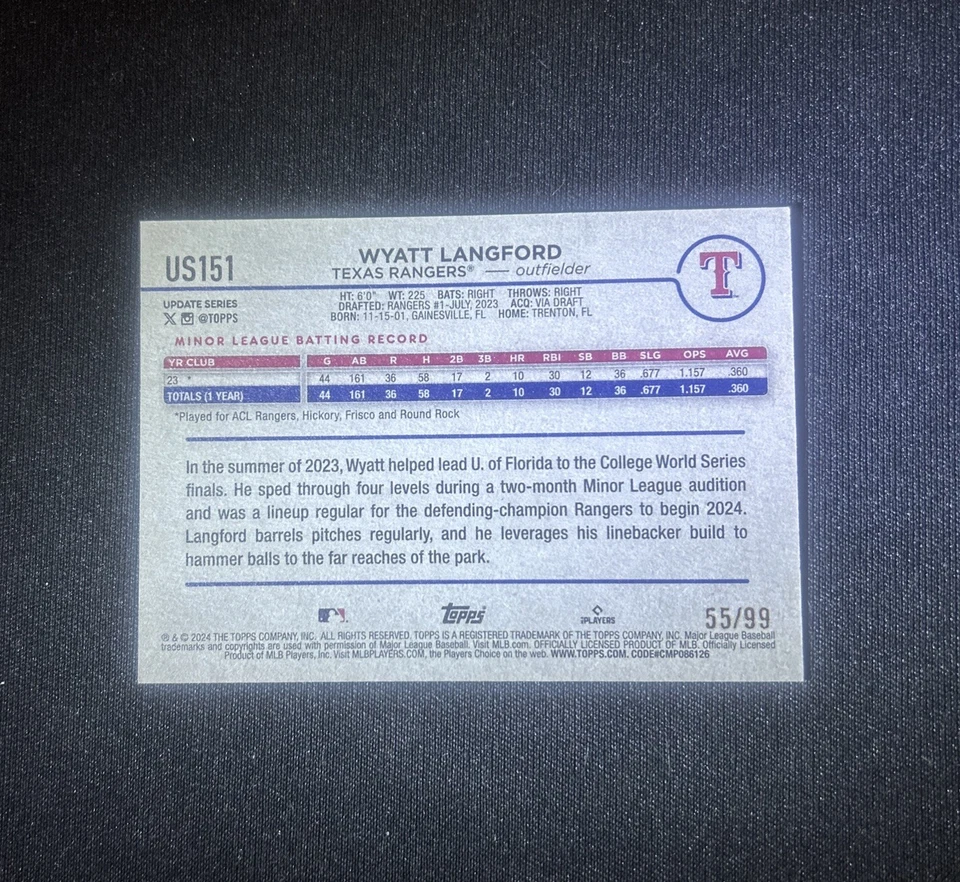 US151
WYATT LANGFORD
TEXAS RANGERS® — outfielder
T
UPDATE SERIES
X @TOPPS
HT: 6'0" WT: 225 BATS: RIGHT THROWS: RIGHT
DRAFTED: RANGERS #1-JULY, 2023 ACQ: VIA DRAFT
BORN: 11-15-01, GAINESVILLE, FL HOME: TRENTON, FL
MINOR LEAGUE BATTING RECORD
YR CLUB G AB R H 2B 3B HR RBI SB BB SLG OPS AVG
23 * 44 161 36 58 17 2 10 30 12 36 .677 1.157 .360
TOTALS (1 YEAR) 44 161 36 58 17 2 10 30 12 36 .677 1.157 .360
*Played for ACL Rangers, Hickory, Frisco and Round Rock
In the summer of 2023, Wyatt helped lead U. of Florida to the College World Series
finals. He sped through four levels during a two-month Minor League audition
and was a lineup regular for the defending-champion Rangers to begin 2024.
Langford barrels pitches regularly, and he leverages his linebacker build to
hammer balls to the far reaches of the park.
topps PLAYERS 55/99
® & © 2024 THE TOPPS COMPANY, INC. ALL RIGHTS RESERVED. TOPPS IS A REGISTERED TRADEMARK OF THE TOPPS COMPANY, INC. Major League Baseball
trademarks and copyrights are used with permission of Major League Baseball. Visit MLB.com. OFFICIALLY LICENSED PRODUCT OF MLB. Officially Licensed
Product of MLB Players, Inc. Visit MLBPLAYERS.COM, the Players Choice on the web. WWW.TOPPS.COM. CODE#CMP086126